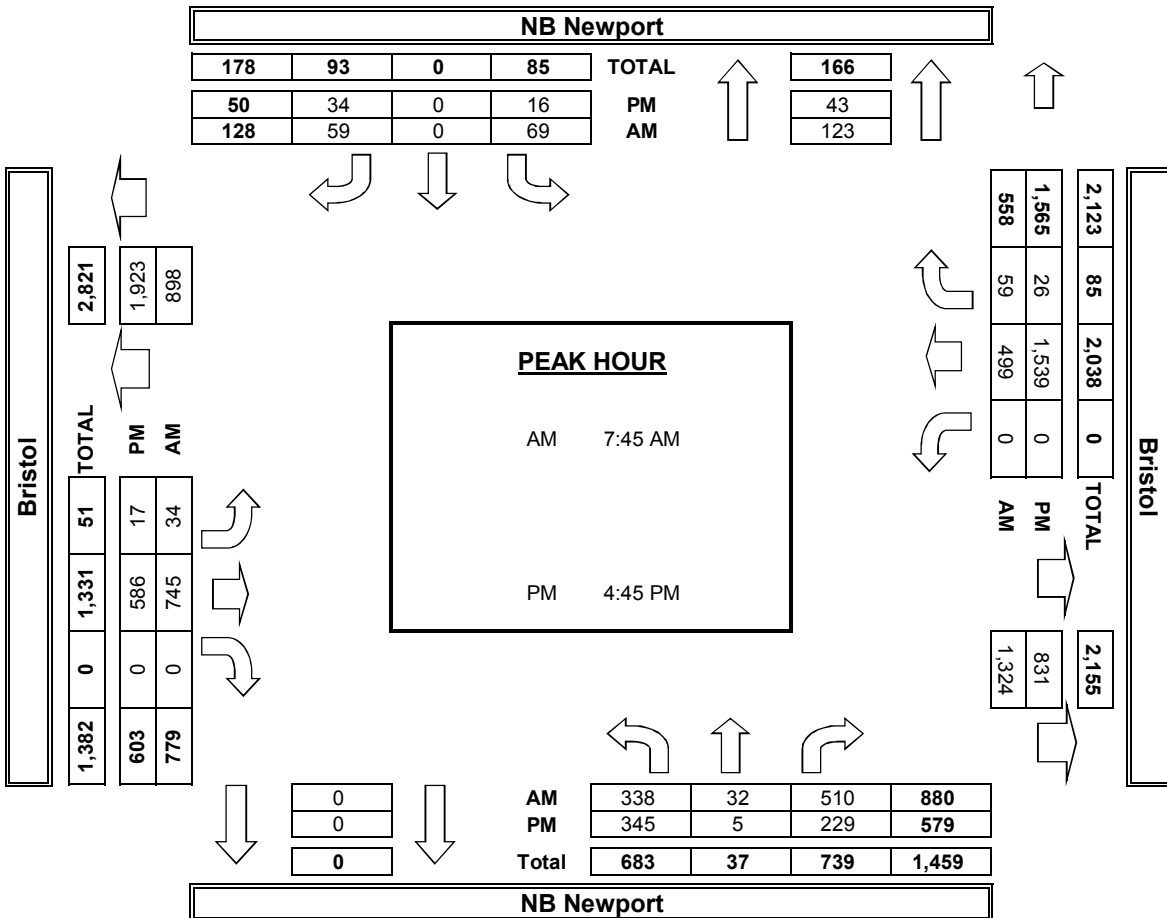 NB Newport
178 93 0 85 TOTAL 166
50 34 0 16 PM 43
128 59 0 69 AM 123
Bristol
2,821 1,923 898
TOTAL PM AM
51 17 34
1,331 586 745
0 0 0
1,382 603 779
PEAK HOUR
AM 7:45 AM
PM 4:45 PM
558 1,565 2,123
59 26 85
499 1,539 2,038
0 0 0
AM PM TOTAL
1,324 831 2,155
Bristol
0 AM 338 32 510 880
0 PM 345 5 229 579
0 Total 683 37 739 1,459
NB Newport